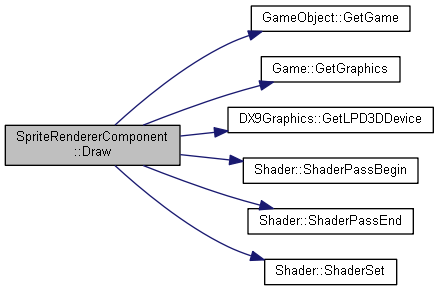 GameObject::GetGame
Game::GetGraphics
SpriteRendererComponent
::Draw
DX9Graphics::GetLPD3DDevice
Shader::ShaderPassBegin
Shader::ShaderPassEnd
Shader::ShaderSet